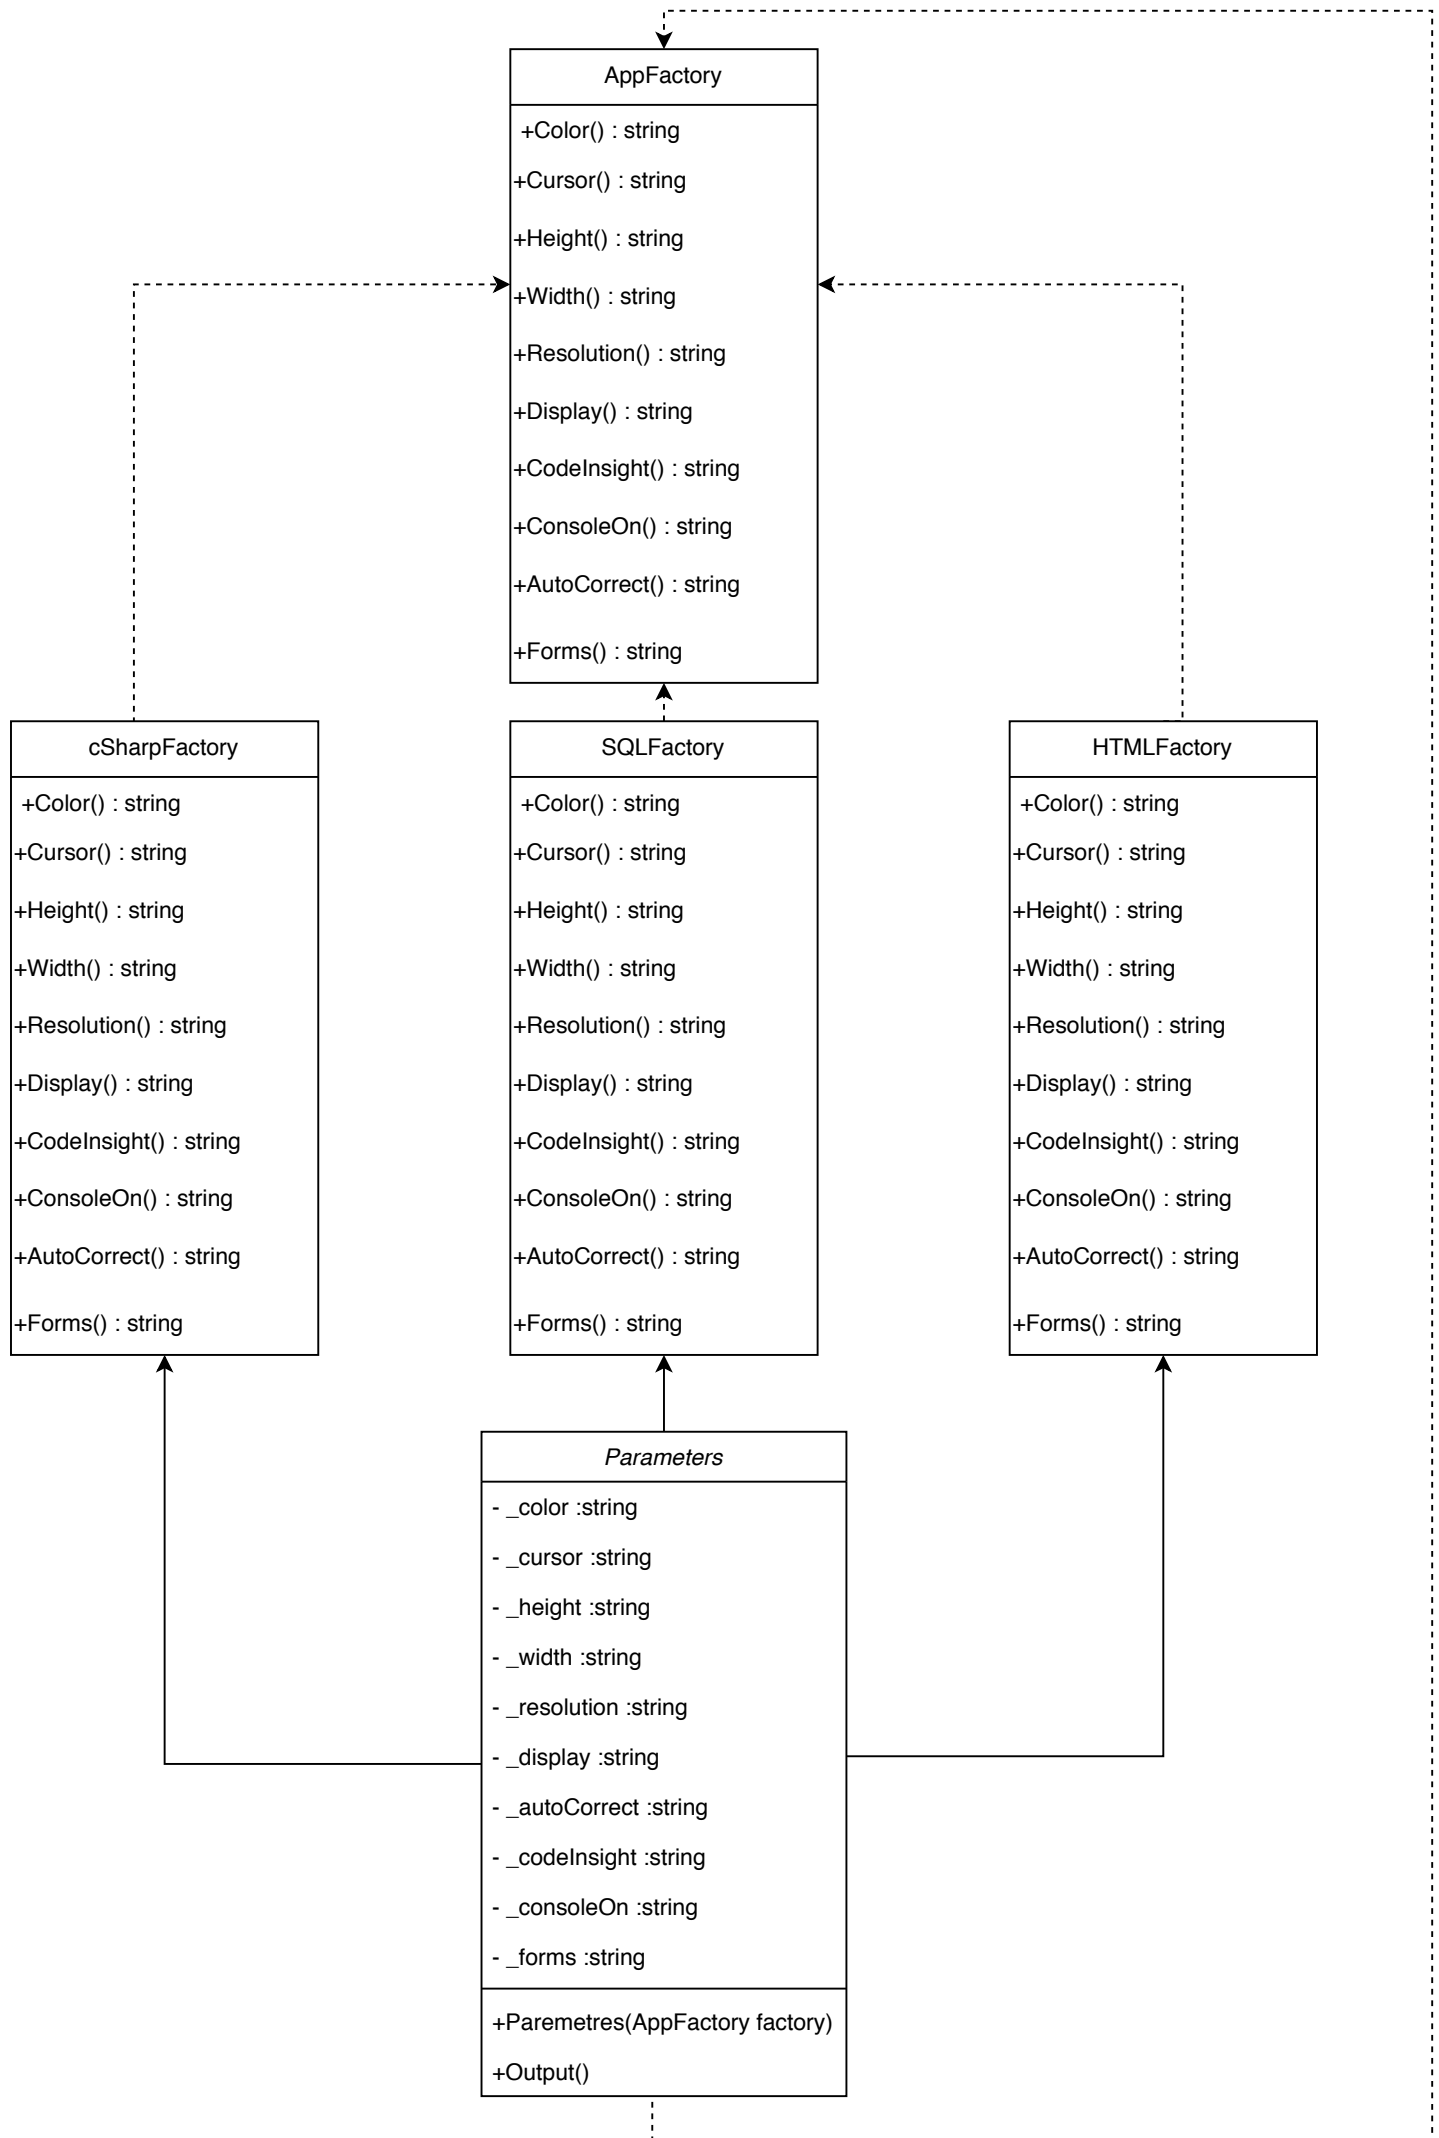 AppFactory
+Color() : string
+Cursor() : string
+Height() : string
+Width() : string
+Resolution() : string
+Display() : string
+CodeInsight() : string
+ConsoleOn() : string
+AutoCorrect() : string
+Forms() : string
cSharpFactory
+Color() : string
+Cursor() : string
+Height() : string
+Width() : string
+Resolution() : string
+Display() : string
+CodeInsight() : string
+ConsoleOn() : string
+AutoCorrect() : string
+Forms() : string
SQLFactory
+Color() : string
+Cursor() : string
+Height() : string
+Width() : string
+Resolution() : string
+Display() : string
+CodeInsight() : string
+ConsoleOn() : string
+AutoCorrect() : string
+Forms() : string
HTMLFactory
+Color() : string
+Cursor() : string
+Height() : string
+Width() : string
+Resolution() : string
+Display() : string
+CodeInsight() : string
+ConsoleOn() : string
+AutoCorrect() : string
+Forms() : string
Parameters
- _color :string
- _cursor :string
- _height :string
- _width :string
- _resolution :string
- _display :string
- _autoCorrect :string
- _codeInsight :string
- _consoleOn :string
- _forms :string
+Paremetres(AppFactory factory)
+Output()